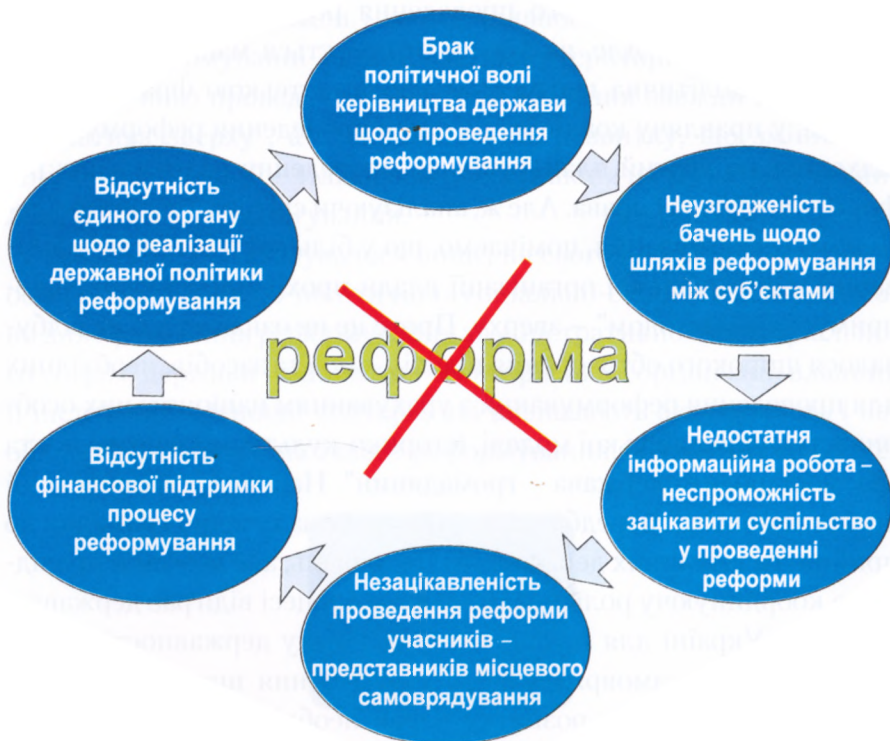 Брак
політичної волі
керівництва держави
щодо проведення
реформування
Неузгодженість
бачень щодо
шляхів реформування
між суб’єктами
Недостатня
інформаційна робота –
неспроможність
зацікавити суспільство
у проведенні
реформи
Незацікавленість
проведення реформи
учасників –
представників місцевого
самоврядування
Відсутність
фінансової підтримки
процесу
реформування
Відсутність
єдиного органу
щодо реалізації
державної політики
реформування
реформа